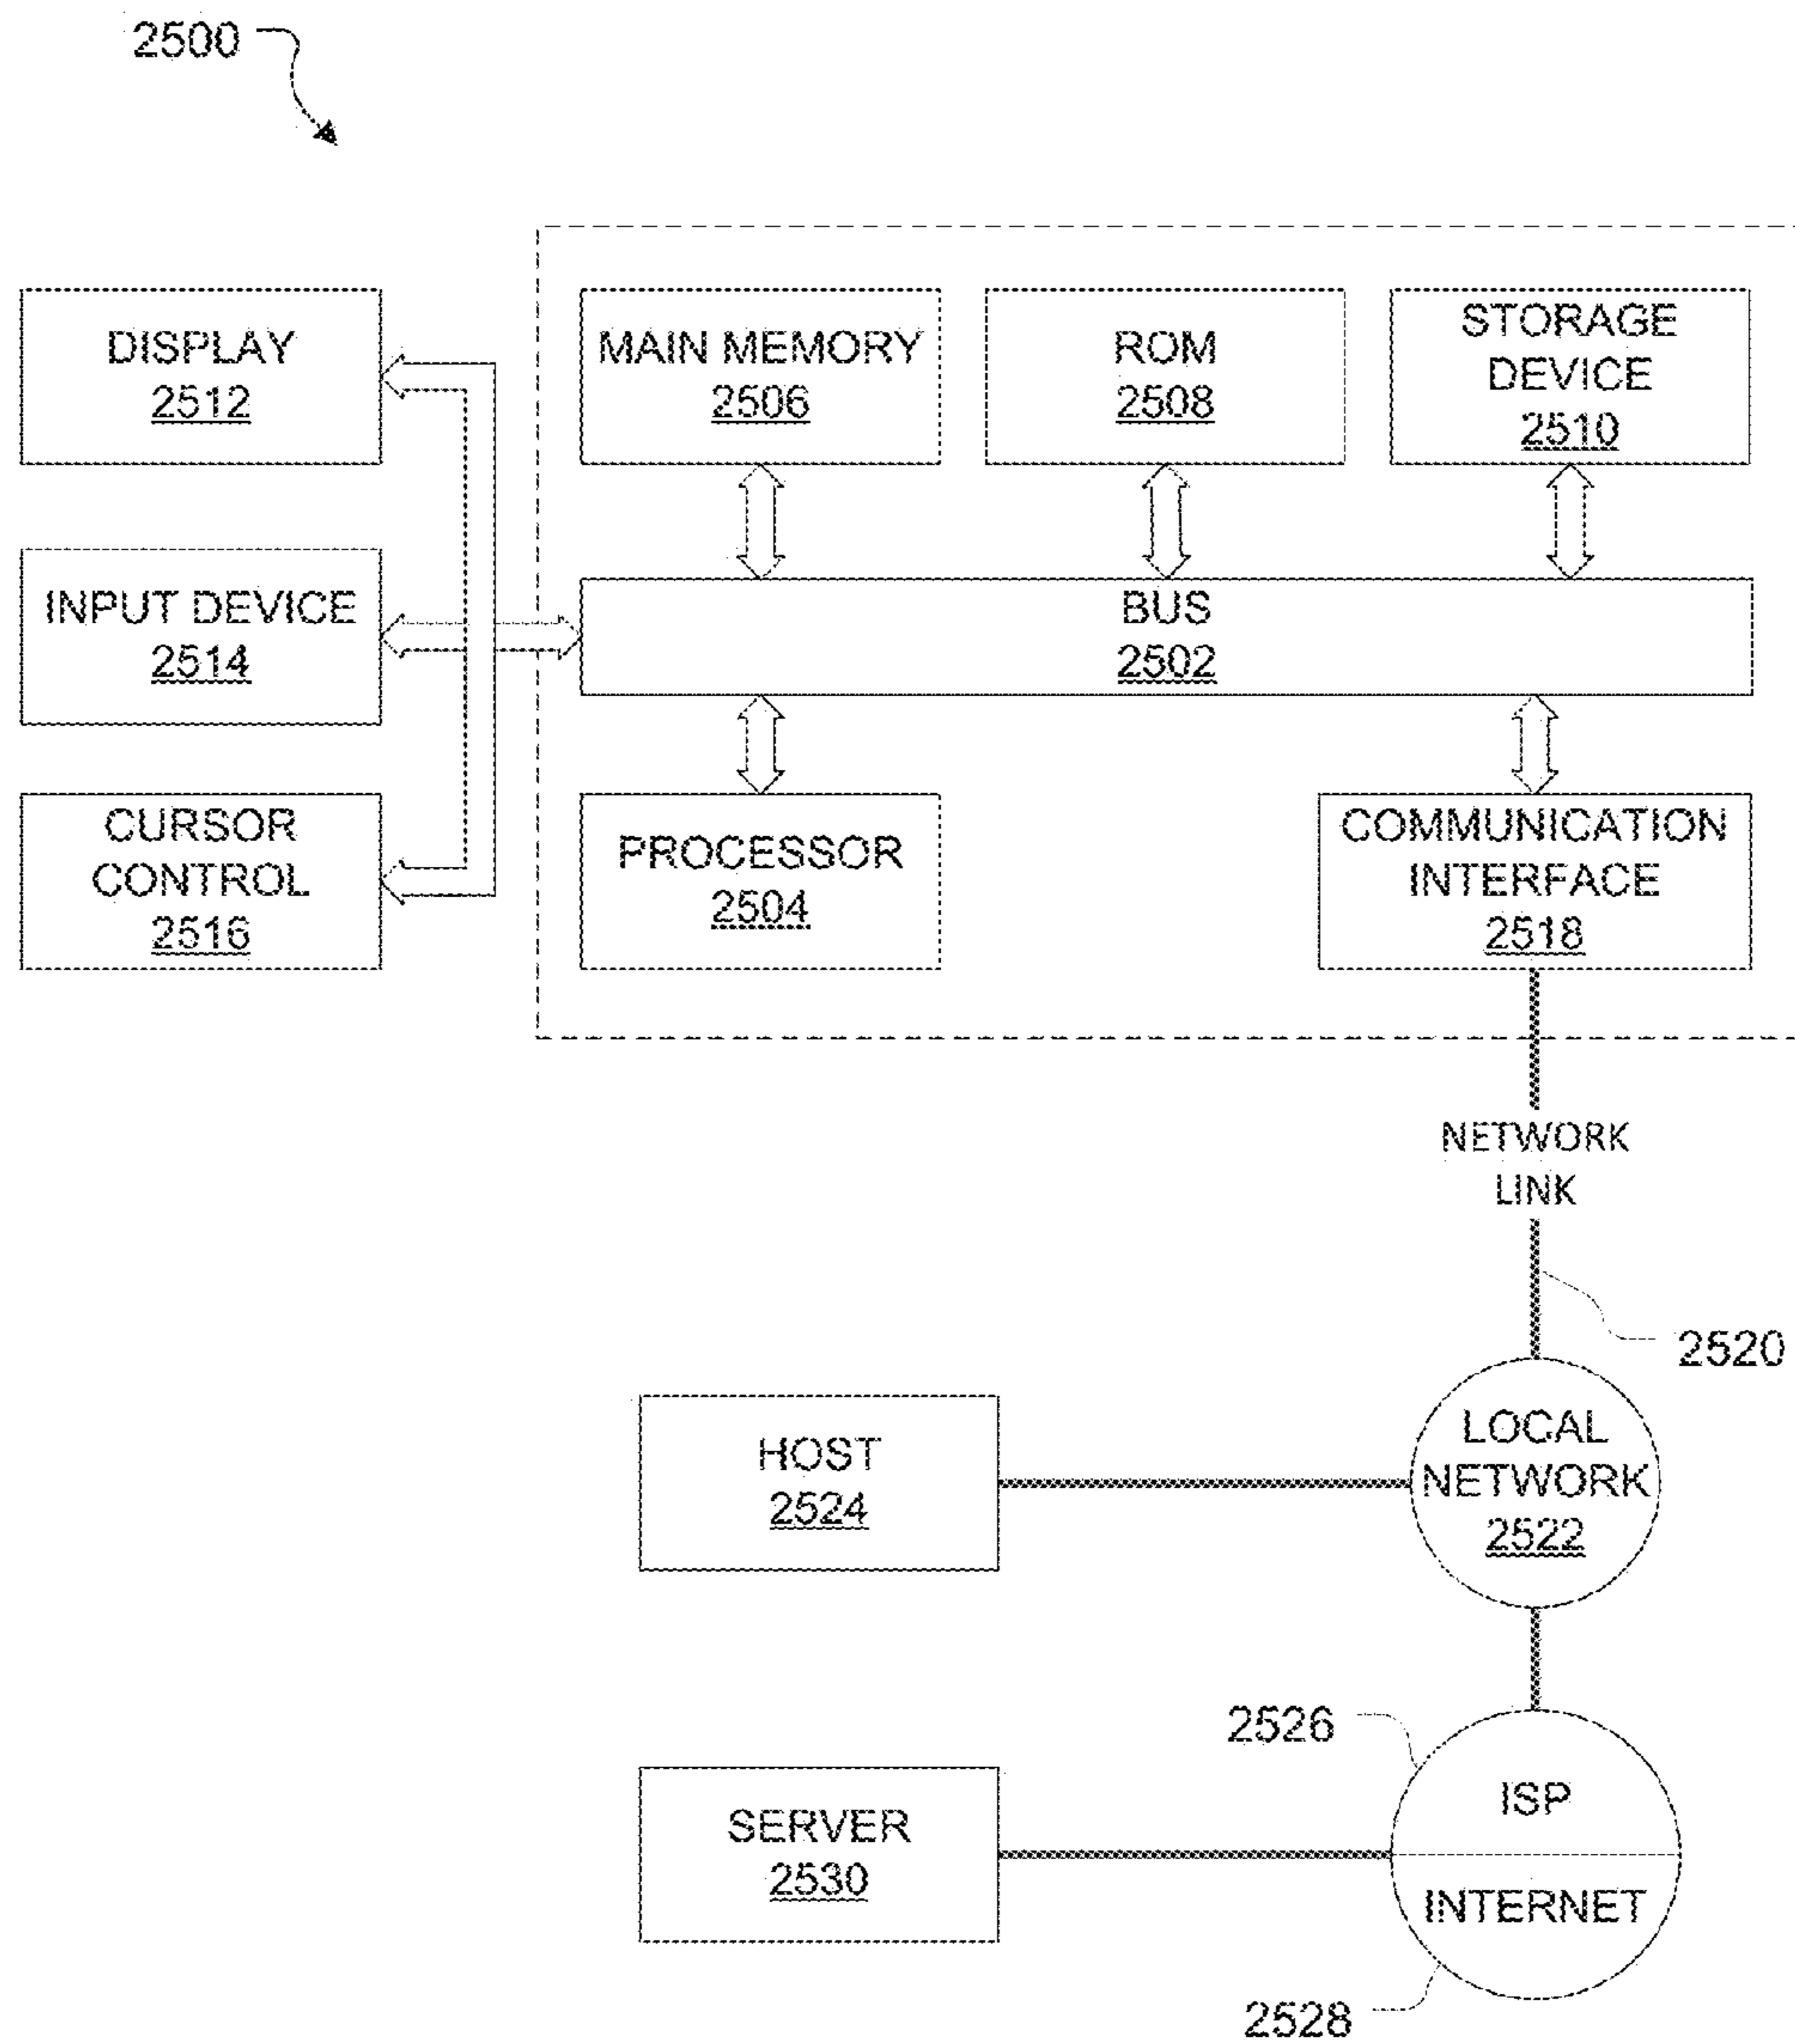 2500
DISPLAY
2512
MAIN MEMORY
2506
ROM
2508
STORAGE
DEVICE
2510
INPUT DEVICE
2514
BUS
2502
CURSOR
CONTROL
2516
PROCESSOR
2504
COMMUNICATION
INTERFACE
2518
NETWORK
LINK
2520
HOST
2524
LOCAL
NETWORK
2522
2526
ISP
SERVER
2530
INTERNET
2528